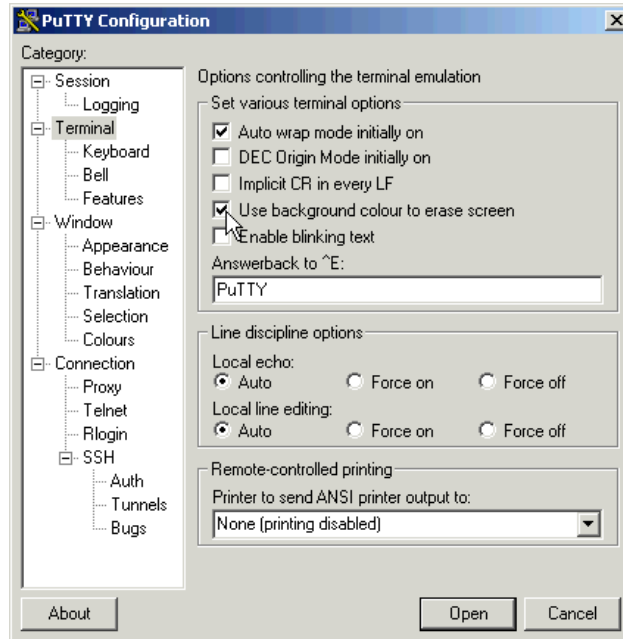 PuTTY Configuration
Category:
Session
Logging
Terminal
Keyboard
Bell
Features
Window
Appearance
Behaviour
Translation
Selection
Colours
Connection
Proxy
Telnet
Rlogin
SSH
Auth
Tunnels
Bugs
Options controlling the terminal emulation
Set various terminal options
Auto wrap mode initially on
DEC Origin Mode initially on
Implicit CR in every LF
Use background colour to erase screen
Enable blinking text
Answerback to ^E:
PuTTY
Line discipline options
Local echo:
Auto Force on Force off
Local line editing:
Auto Force on Force off
Remote-controlled printing
Printer to send ANSI printer output to:
None (printing disabled)
About Open Cancel